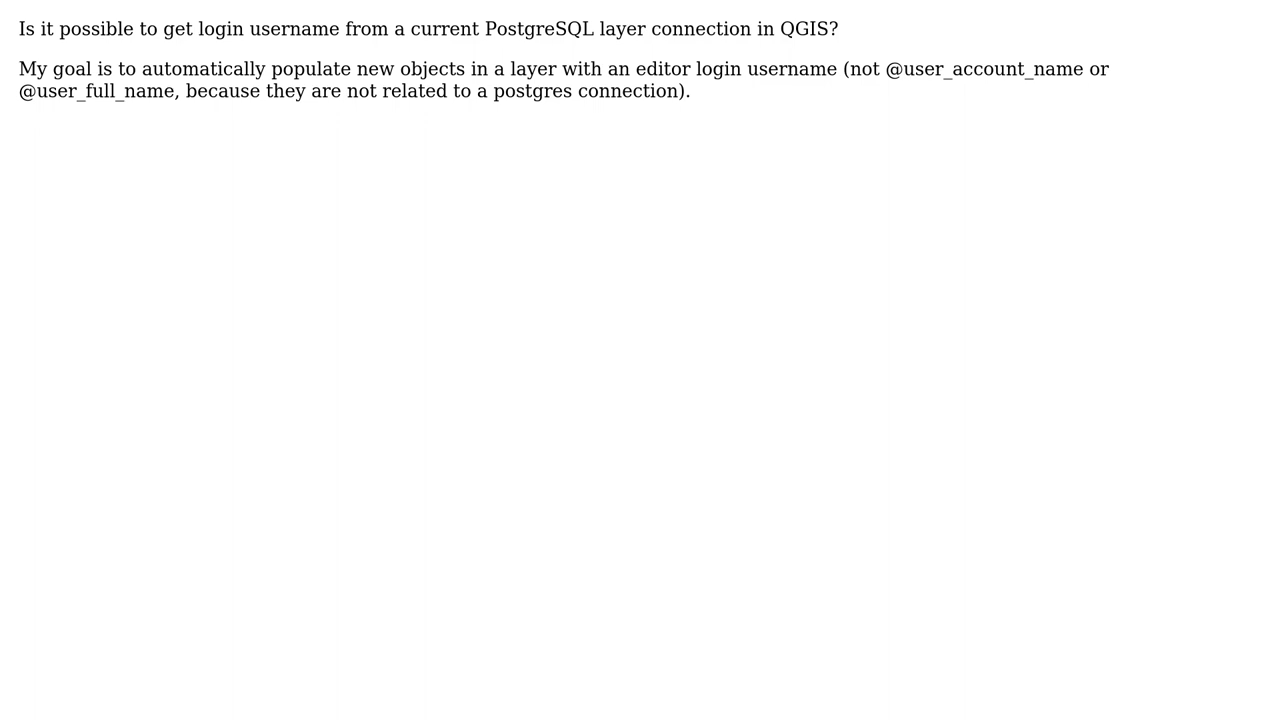 Is it possible to get login username from a current PostgreSQL layer connection in QGIS?
My goal is to automatically populate new objects in a layer with an editor login username (not @user_account_name or
@user_full_name, because they are not related to a postgres connection).